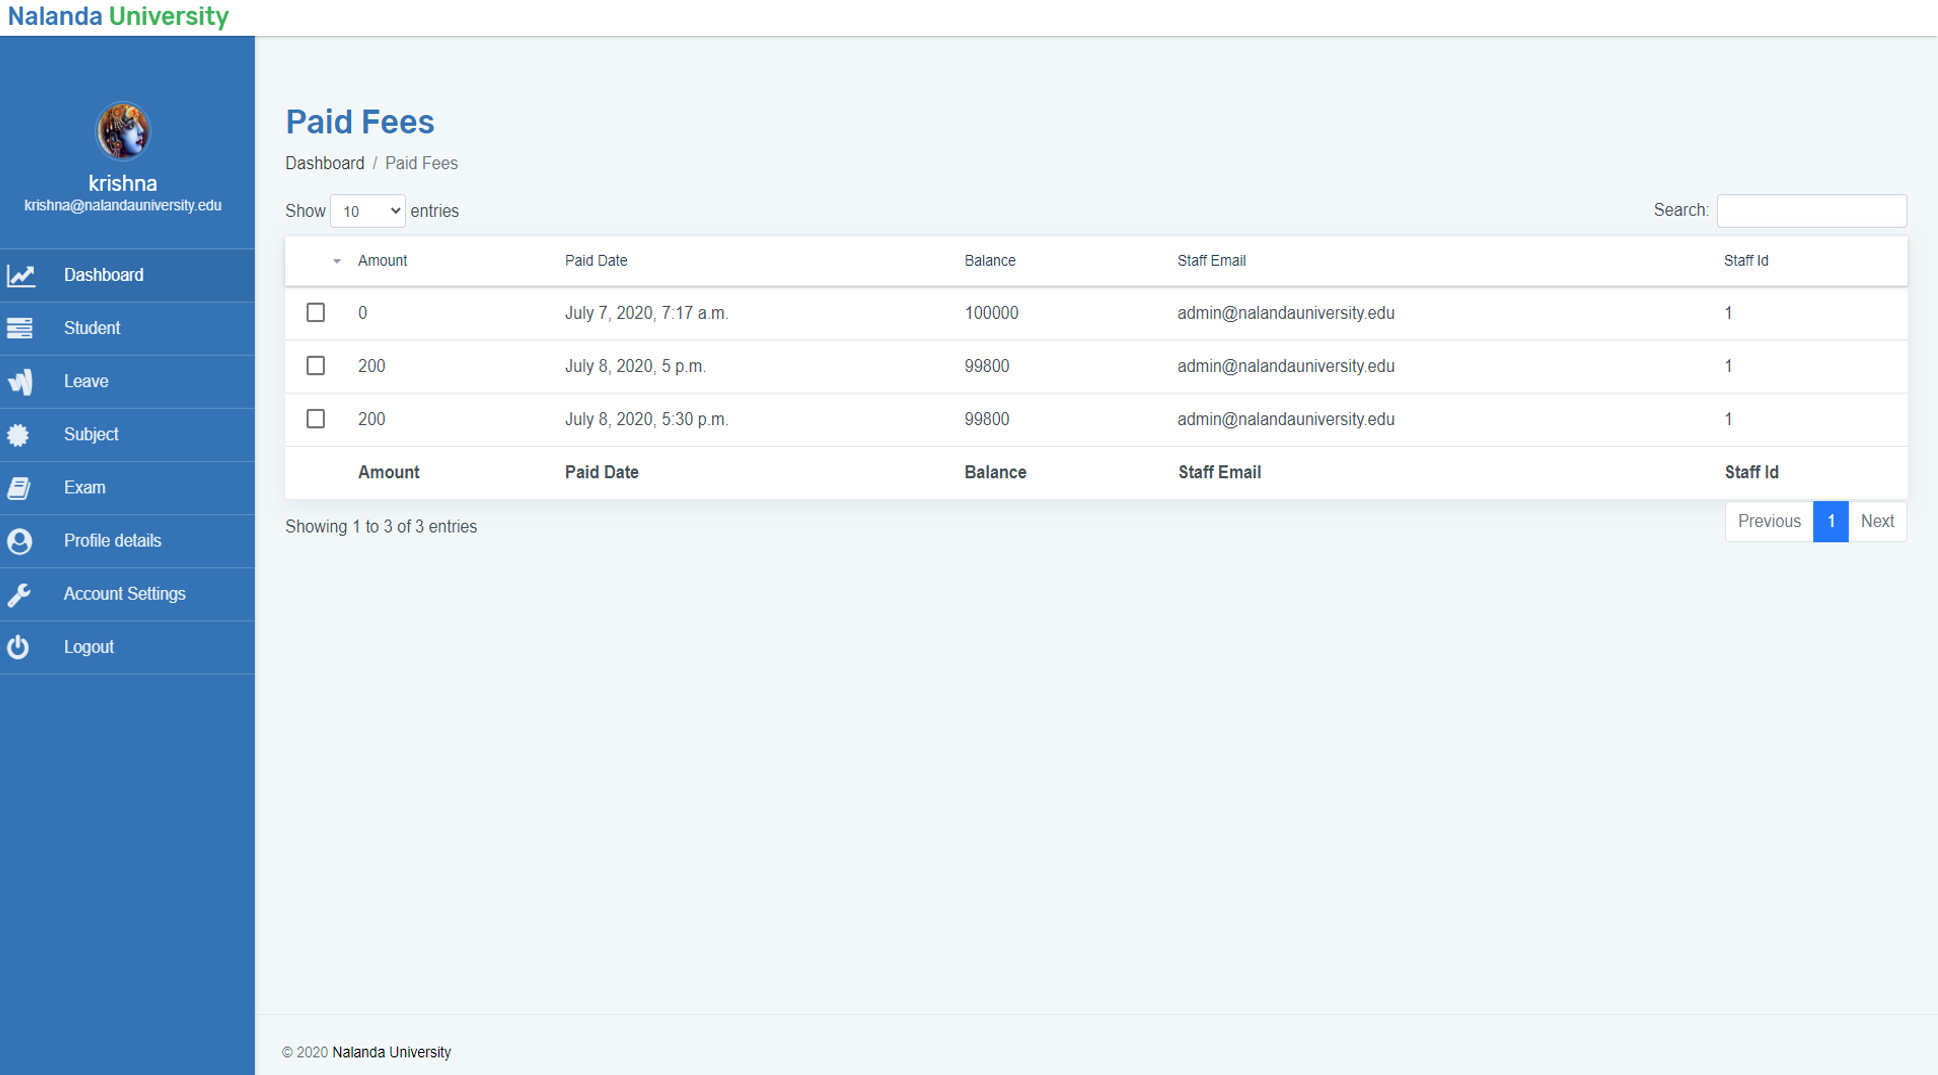 Nalanda University
krishna
krishna@nalandauniversity.edu
Dashboard
Student
Leave
Subject
Exam
Profile details
Account Settings
Logout
Paid Fees
Dashboard / Paid Fees
Show 10 entries
Search:
Amount Paid Date Balance Staff Email Staff Id
0 July 7, 2020, 7:17 a.m. 100000 admin@nalandauniversity.edu 1
200 July 8, 2020, 5 p.m. 99800 admin@nalandauniversity.edu 1
200 July 8, 2020, 5:30 p.m. 99800 admin@nalandauniversity.edu 1
Amount Paid Date Balance Staff Email Staff Id
Showing 1 to 3 of 3 entries
Previous 1 Next
© 2020 Nalanda University